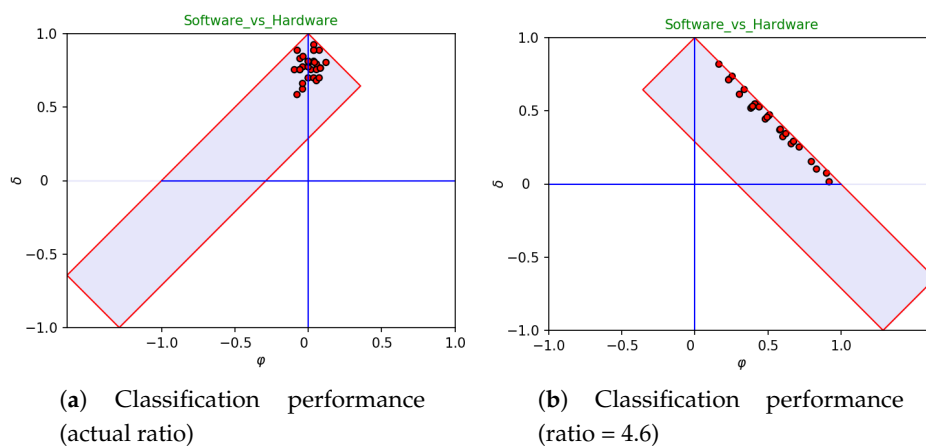 Software_vs_Hardware
1.0
0.5
0
−0.5
−1.0
−1.0
−0.5
0
0.5
1.0
δ
φ
(a) Classification performance
(actual ratio)
Software_vs_Hardware
1.0
0.5
0
−0.5
−1.0
−1.0
−0.5
0.0
0.5
1.0
δ
φ
(b) Classification performance
(ratio = 4.6)